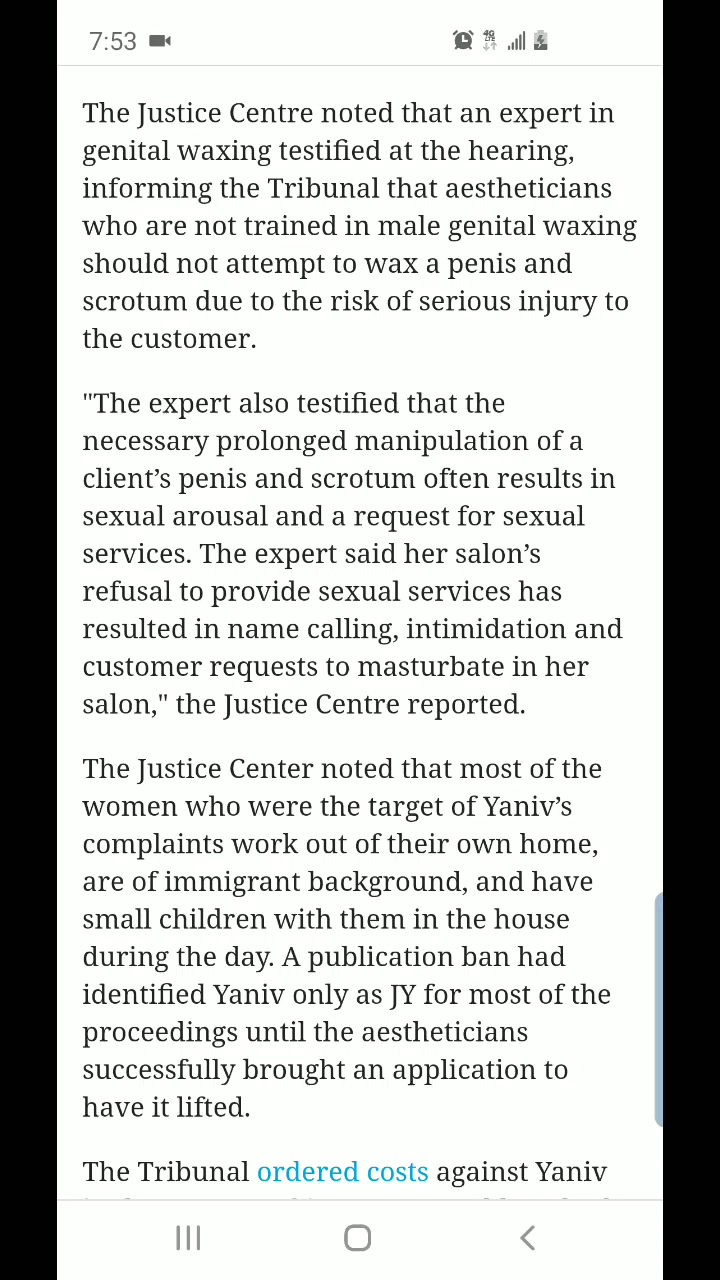 7:53
4G
The Justice Centre noted that an expert in
genital waxing testified at the hearing,
informing the Tribunal that aestheticians
who are not trained in male genital waxing
should not attempt to wax a penis and
scrotum due to the risk of serious injury to
the customer.
"The expert also testified that the
necessary prolonged manipulation of a
client’s penis and scrotum often results in
sexual arousal and a request for sexual
services. The expert said her salon’s
refusal to provide sexual services has
resulted in name calling, intimidation and
customer requests to masturbate in her
salon," the Justice Centre reported.
The Justice Center noted that most of the
women who were the target of Yaniv’s
complaints work out of their own home,
are of immigrant background, and have
small children with them in the house
during the day. A publication ban had
identified Yaniv only as JY for most of the
proceedings until the aestheticians
successfully brought an application to
have it lifted.
The Tribunal ordered costs against Yaniv